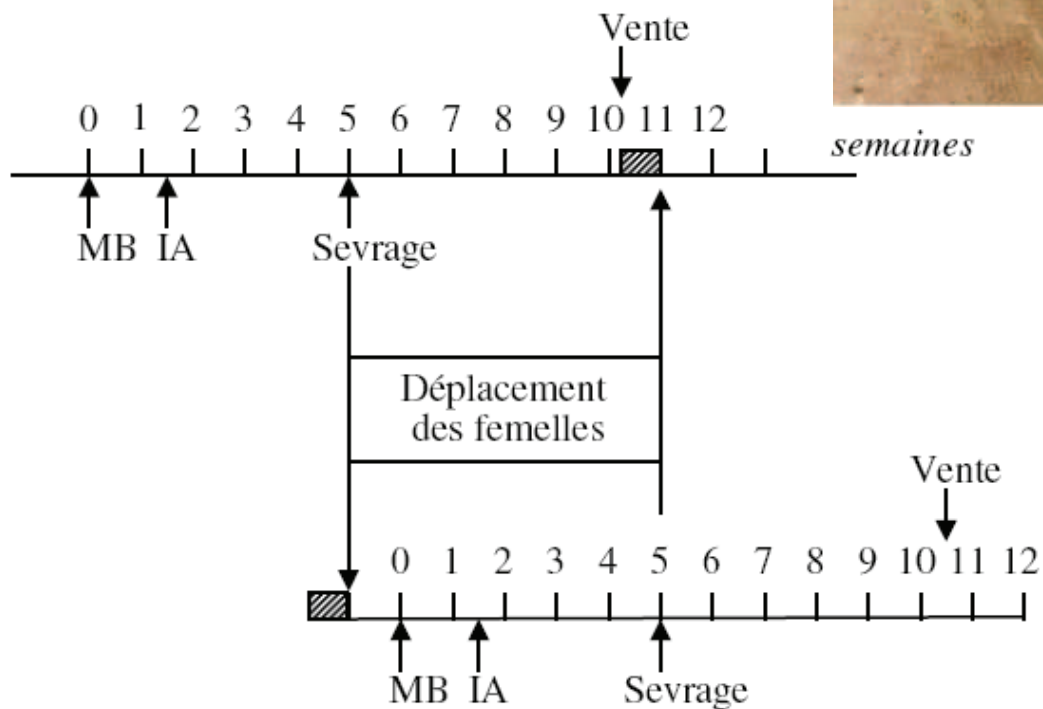 Vente
0 1 2 3 4 5 6 7 8 9 10 11 12
semaines
MB IA Sevrage
Déplacement
des femelles
Vente
0 1 2 3 4 5 6 7 8 9 10 11 12
MB IA Sevrage